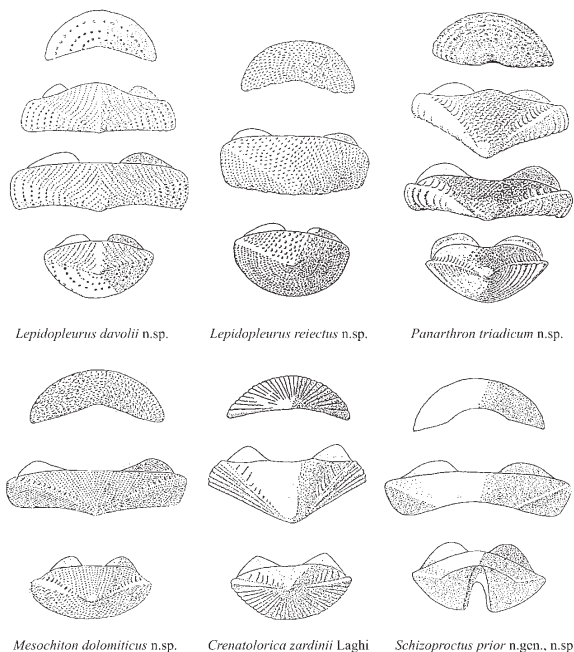 Lepidopleurus davolii n.sp.
Lepidopleurus reiectus n.sp.
Panarthron triadicum n.sp.
Mesochiton dolomiticus n.sp.
Crenatolorica zardinii Laghi
Schizoproctus prior n.gen., n.sp